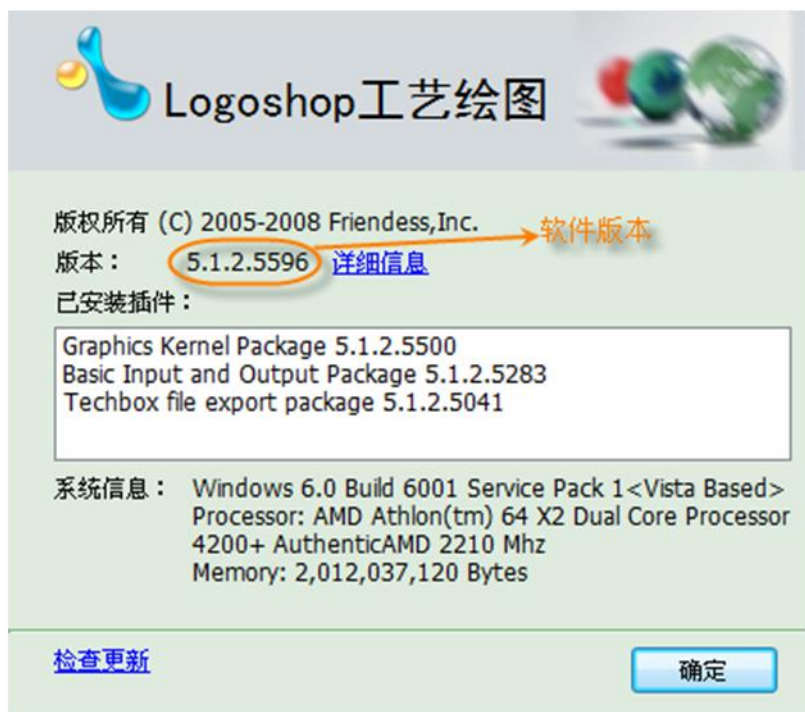 Logoshop工艺绘图
版权所有 (C) 2005-2008 Friendess,Inc.
软件版本
版本： 5.1.2.5596 详细信息
已安装插件：
Graphics Kernel Package 5.1.2.5500
Basic Input and Output Package 5.1.2.5283
Techbox file export package 5.1.2.5041
系统信息： Windows 6.0 Build 6001 Service Pack 1<Vista Based>
Processor: AMD Athlon(tm) 64 X2 Dual Core Processor
4200+ AuthenticAMD 2210 Mhz
Memory: 2,012,037,120 Bytes
检查更新
确定